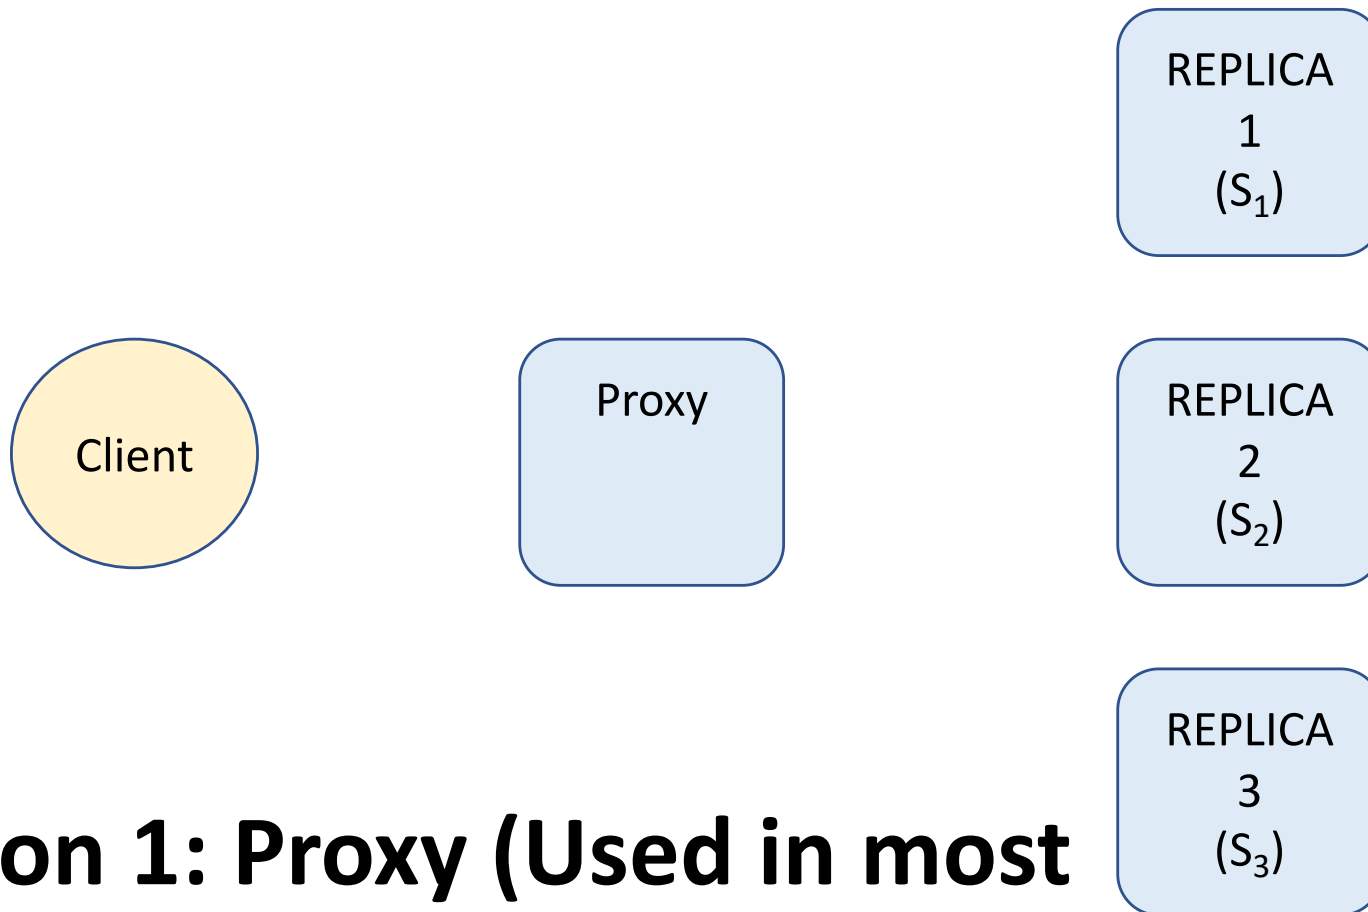 REPLICA
1
(S₁)
Client
Proxy
REPLICA
2
(S₂)
REPLICA
3
(S₃)
on 1: Proxy (Used in most